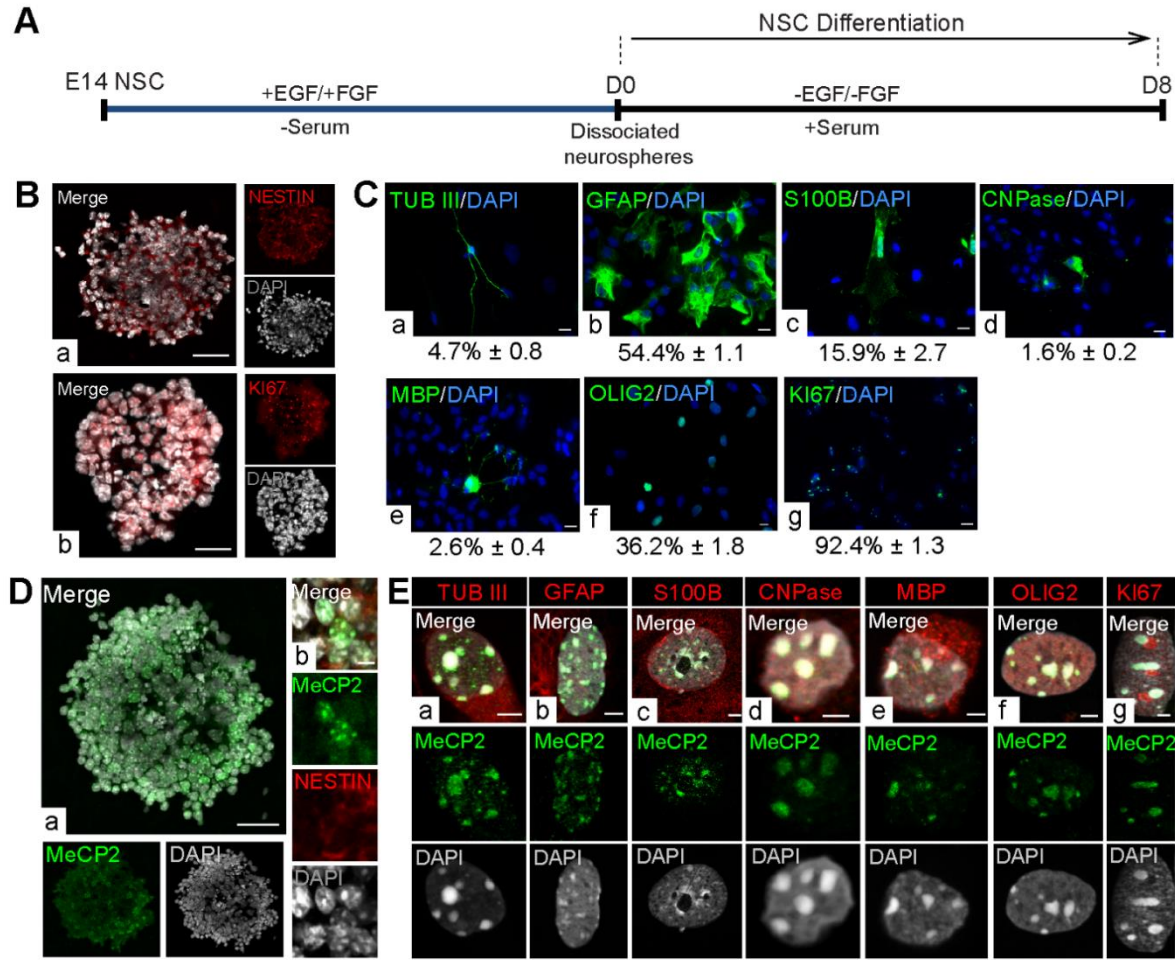 A
NSC Differentiation
E14 NSC
D0
D8
+EGF/+FGF
-EGF/-FGF
-Serum
+Serum
Dissociated
neurospheres
B
Merge
NESTIN
DAPI
a
Merge
KI67
DAPI
b
C
TUB III/DAPI
GFAP/DAPI
S100B/DAPI
CNPase/DAPI
a
b
c
d
4.7% ± 0.8
54.4% ± 1.1
15.9% ± 2.7
1.6% ± 0.2
MBP/DAPI
OLIG2/DAPI
KI67/DAPI
e
f
g
2.6% ± 0.4
36.2% ± 1.8
92.4% ± 1.3
D
Merge
a
MeCP2
DAPI
Merge
b
MeCP2
NESTIN
DAPI
E
TUB III
GFAP
S100B
CNPase
MBP
OLIG2
KI67
Merge
Merge
Merge
Merge
Merge
Merge
Merge
a
b
c
d
e
f
g
MeCP2
MeCP2
MeCP2
MeCP2
MeCP2
MeCP2
MeCP2
DAPI
DAPI
DAPI
DAPI
DAPI
DAPI
DAPI